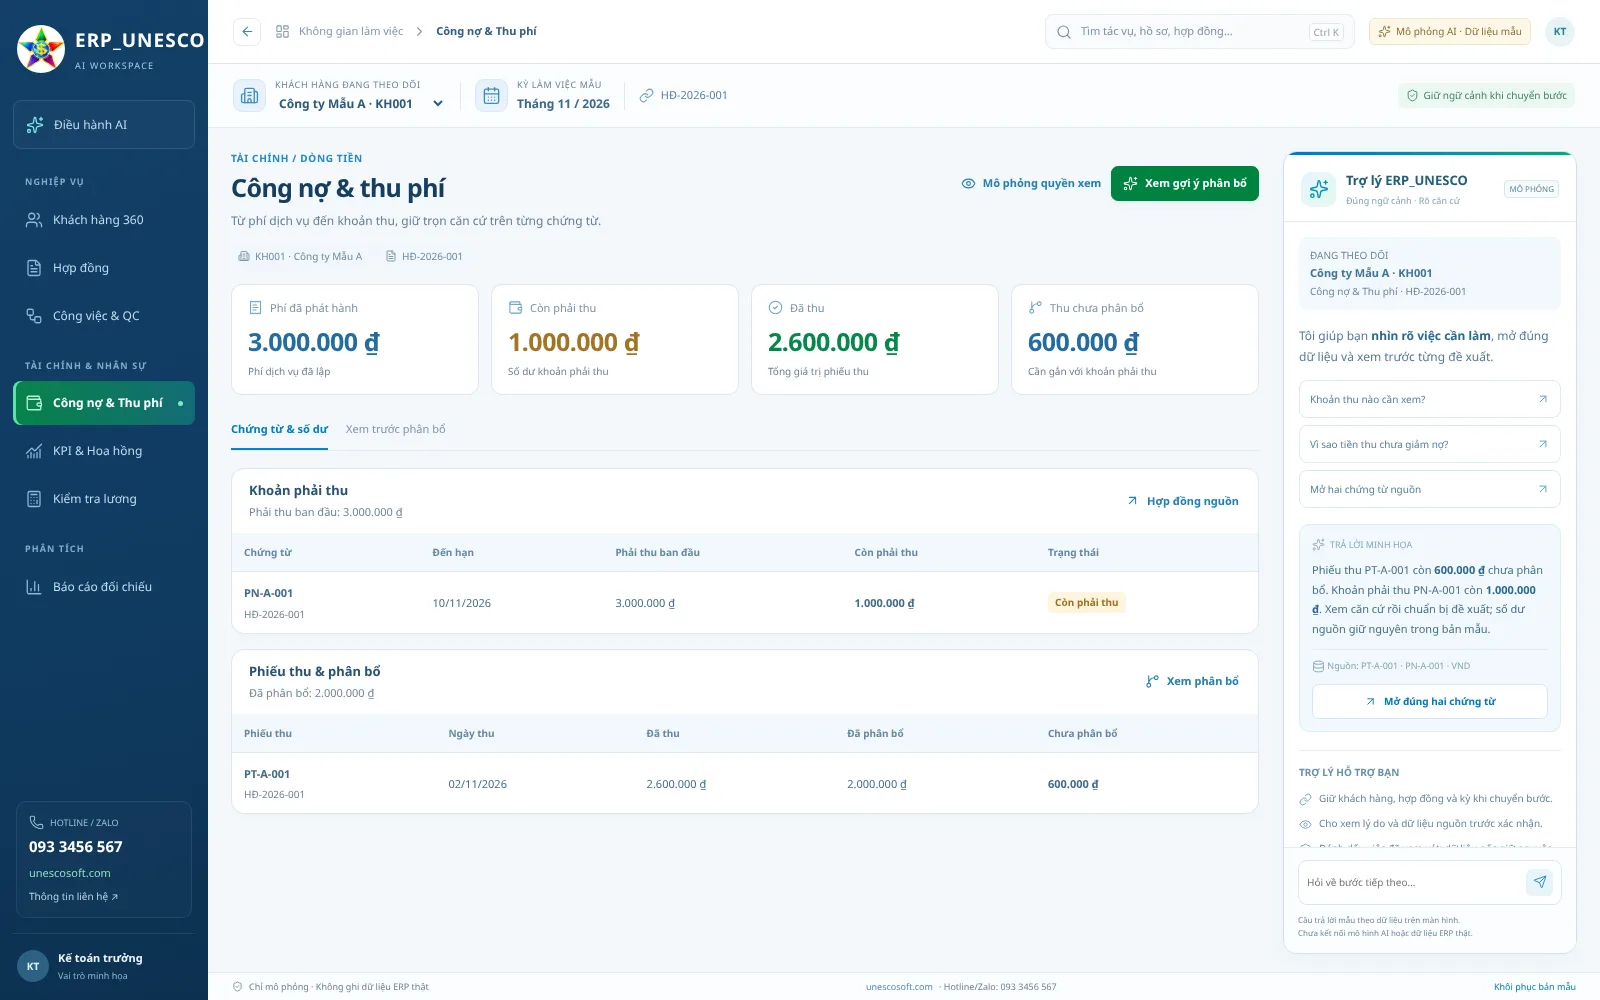 ERP_UNESCO
AI WORKSPACE
Điều hành AI
NGHIỆP VỤ
Khách hàng 360
Hợp đồng
Công việc & QC
TÀI CHÍNH & NHÂN SỰ
Công nợ & Thu phí
KPI & Hoa hồng
Kiểm tra lương
PHÂN TÍCH
Báo cáo đối chiếu
HOTLINE / ZALO
093 3456 567
unescosoft.com
Thông tin liên hệ ↗
KT
Kế toán trưởng
Vai trò minh họa
Không gian làm việc
Công nợ & Thu phí
Tìm tác vụ, hồ sơ, hợp đồng...
Ctrl K
Mô phỏng AI · Dữ liệu mẫu
KT
KHÁCH HÀNG ĐANG THEO DÕI
Công ty Mẫu A · KH001
KỲ LÀM VIỆC MẪU
Tháng 11 / 2026
HĐ-2026-001
Giữ ngữ cảnh khi chuyển bước
TÀI CHÍNH / DÒNG TIỀN
Công nợ & thu phí
Từ phí dịch vụ đến khoản thu, giữ trọn căn cứ trên từng chứng từ.
Mô phỏng quyền xem
Xem gợi ý phân bổ
KH001 · Công ty Mẫu A
HĐ-2026-001
Phí đã phát hành
3.000.000 ₫
Phí dịch vụ đã lập
Còn phải thu
1.000.000 ₫
Số dư khoản phải thu
Đã thu
2.600.000 ₫
Tổng giá trị phiếu thu
Thu chưa phân bổ
600.000 ₫
Cần gắn với khoản phải thu
Chứng từ & số dư
Xem trước phân bổ
Khoản phải thu
Phải thu ban đầu: 3.000.000 ₫
Hợp đồng nguồn
Chứng từ Đến hạn Phải thu ban đầu Còn phải thu Trạng thái
PN-A-001
HĐ-2026-001
10/11/2026 3.000.000 ₫ 1.000.000 ₫ Còn phải thu
Phiếu thu & phân bổ
Đã phân bổ: 2.000.000 ₫
Xem phân bổ
Phiếu thu Ngày thu Đã thu Đã phân bổ Chưa phân bổ
PT-A-001
HĐ-2026-001
02/11/2026 2.600.000 ₫ 2.000.000 ₫ 600.000 ₫
Trợ lý ERP_UNESCO
Đúng ngữ cảnh · Rõ căn cứ
MÔ PHỎNG
ĐANG THEO DÕI
Công ty Mẫu A · KH001
Công nợ & Thu phí · HĐ-2026-001
Tôi giúp bạn nhìn rõ việc cần làm, mở đúng
dữ liệu và xem trước từng đề xuất.
Khoản thu nào cần xem?
Vì sao tiền thu chưa giảm nợ?
Mở hai chứng từ nguồn
TRẢ LỜI MINH HỌA
Phiếu thu PT-A-001 còn 600.000 ₫ chưa phân
bổ. Khoản phải thu PN-A-001 còn 1.000.000
₫. Xem căn cứ rồi chuẩn bị đề xuất; số dư
nguồn giữ nguyên trong bản mẫu.
Nguồn: PT-A-001 · PN-A-001 · VND
Mở đúng hai chứng từ
TRỢ LÝ HỖ TRỢ BẠN
Giữ khách hàng, hợp đồng và kỳ khi chuyển bước.
Cho xem lý do và dữ liệu nguồn trước xác nhận.
Hỏi về bước tiếp theo...
Câu trả lời mẫu theo dữ liệu trên màn hình.
Chưa kết nối mô hình AI hoặc dữ liệu ERP thật.
Chỉ mô phỏng · Không ghi dữ liệu ERP thật
unescosoft.com · Hotline/Zalo: 093 3456 567
Khôi phục bản mẫu